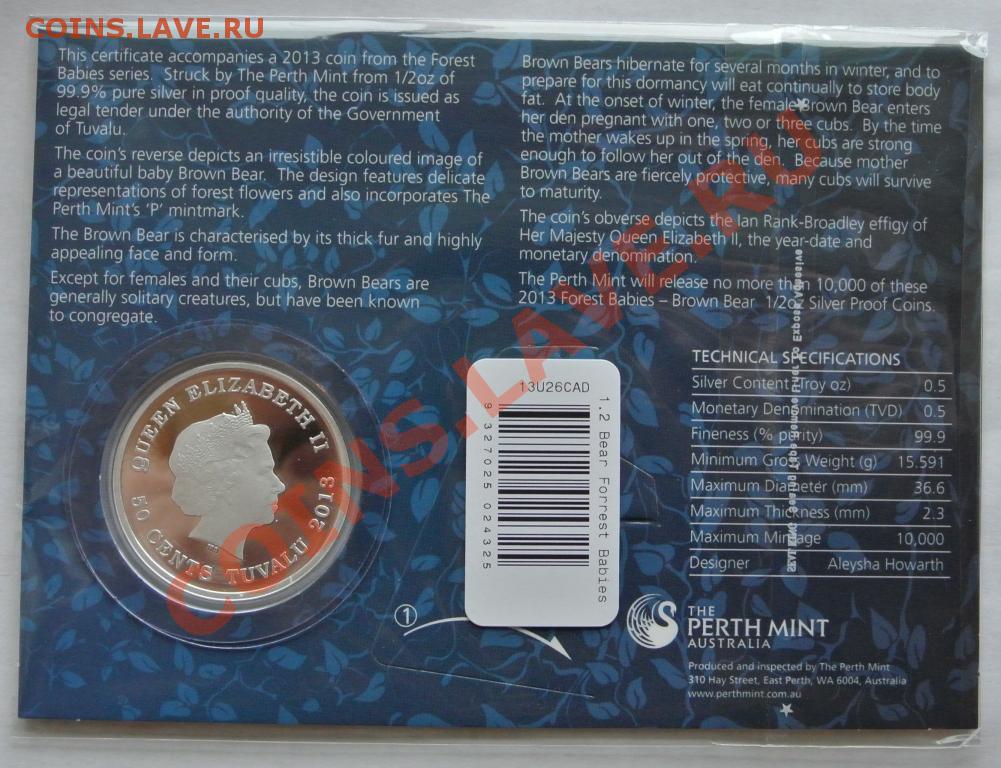 COINS.LAVE.RU
This certificate accompanies a 2013 coin from the Forest
Babies series. Struck by The Perth Mint from 1/2oz of
99.9% pure silver in proof quality, the coin is issued as
legal tender under the authority of the Government
of Tuvalu.
The coin's reverse depicts an irresistible coloured image of
a beautiful baby Brown Bear. The design features delicate
representations of forest flowers and also incorporates The
Perth Mint's 'P' mintmark.
The Brown Bear is characterised by its thick fur and highly
appealing face and form.
Except for females and their cubs, Brown Bears are
generally solitary creatures, but have been known
to congregate.
Brown Bears hibernate for several months in winter, and to
prepare for this dormancy will eat continually to store body
fat. At the onset of winter, the female Brown Bear enters
her den pregnant with one, two or three cubs. By the time
the mother wakes up in the spring, her cubs are strong
enough to follow her out of the den. Because mother
Brown Bears are fiercely protective, many cubs will survive
to maturity.
The coin's obverse depicts the Ian Rank-Broadley effigy of
Her Majesty Queen Elizabeth II, the year-date and
monetary denomination.
The Perth Mint will release no more than 10,000 of these
2013 Forest Babies – Brown Bear 1/2oz Silver Proof Coins.
TECHNICAL SPECIFICATIONS
Silver Content (Troy oz) 0.5
Monetary Denomination (TVD) 0.5
Fineness (% purity) 99.9
Minimum Gross Weight (g) 15.591
Maximum Diameter (mm) 36.6
Maximum Thickness (mm) 2.3
Maximum Mintage 10,000
Designer Aleysha Howarth
QUEEN ELIZABETH II
50 CENTS TUVALU 2013
13U26CAD
9 327025 024325
1.2 Bear Forrest Babies
1
THE
PERTH MINT
AUSTRALIA
Produced and inspected by The Perth Mint
310 Hay Street, East Perth, WA 6004, Australia
www.perthmint.com.au
COINS.LAVE.RU